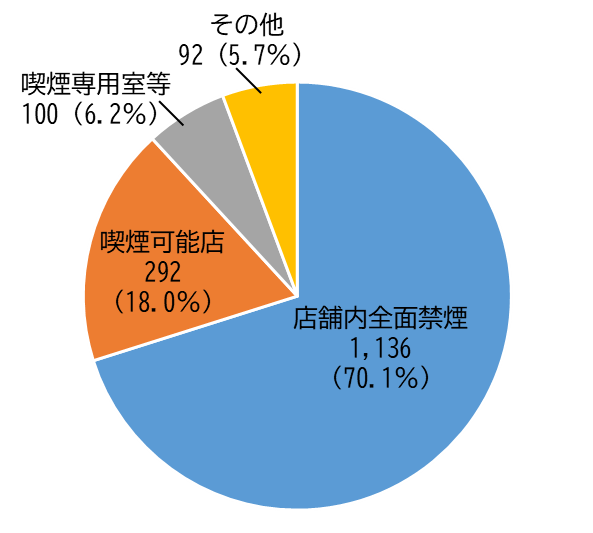 その他
92（5.7%）
喫煙専用室等
100（6.2%）
喫煙可能店
292
（18.0%）
店舗内全面禁煙
1,136
（70.1%）